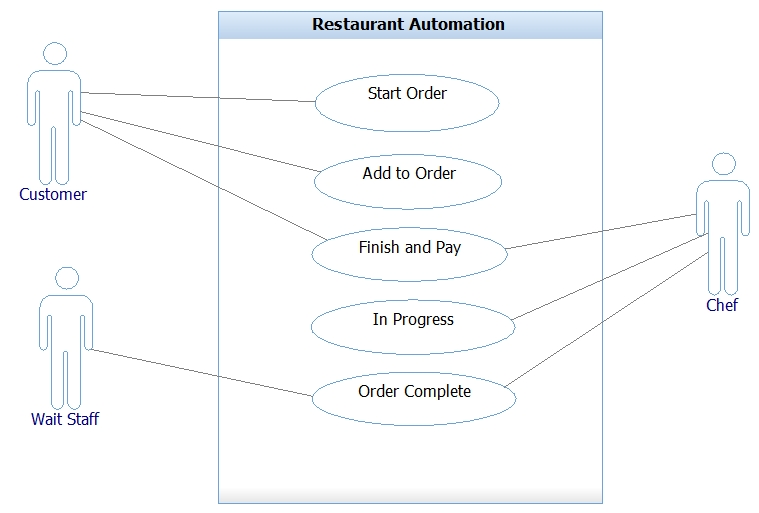 Restaurant Automation
Start Order
Add to Order
Customer
Finish and Pay
In Progress
Chef
Order Complete
Wait Staff